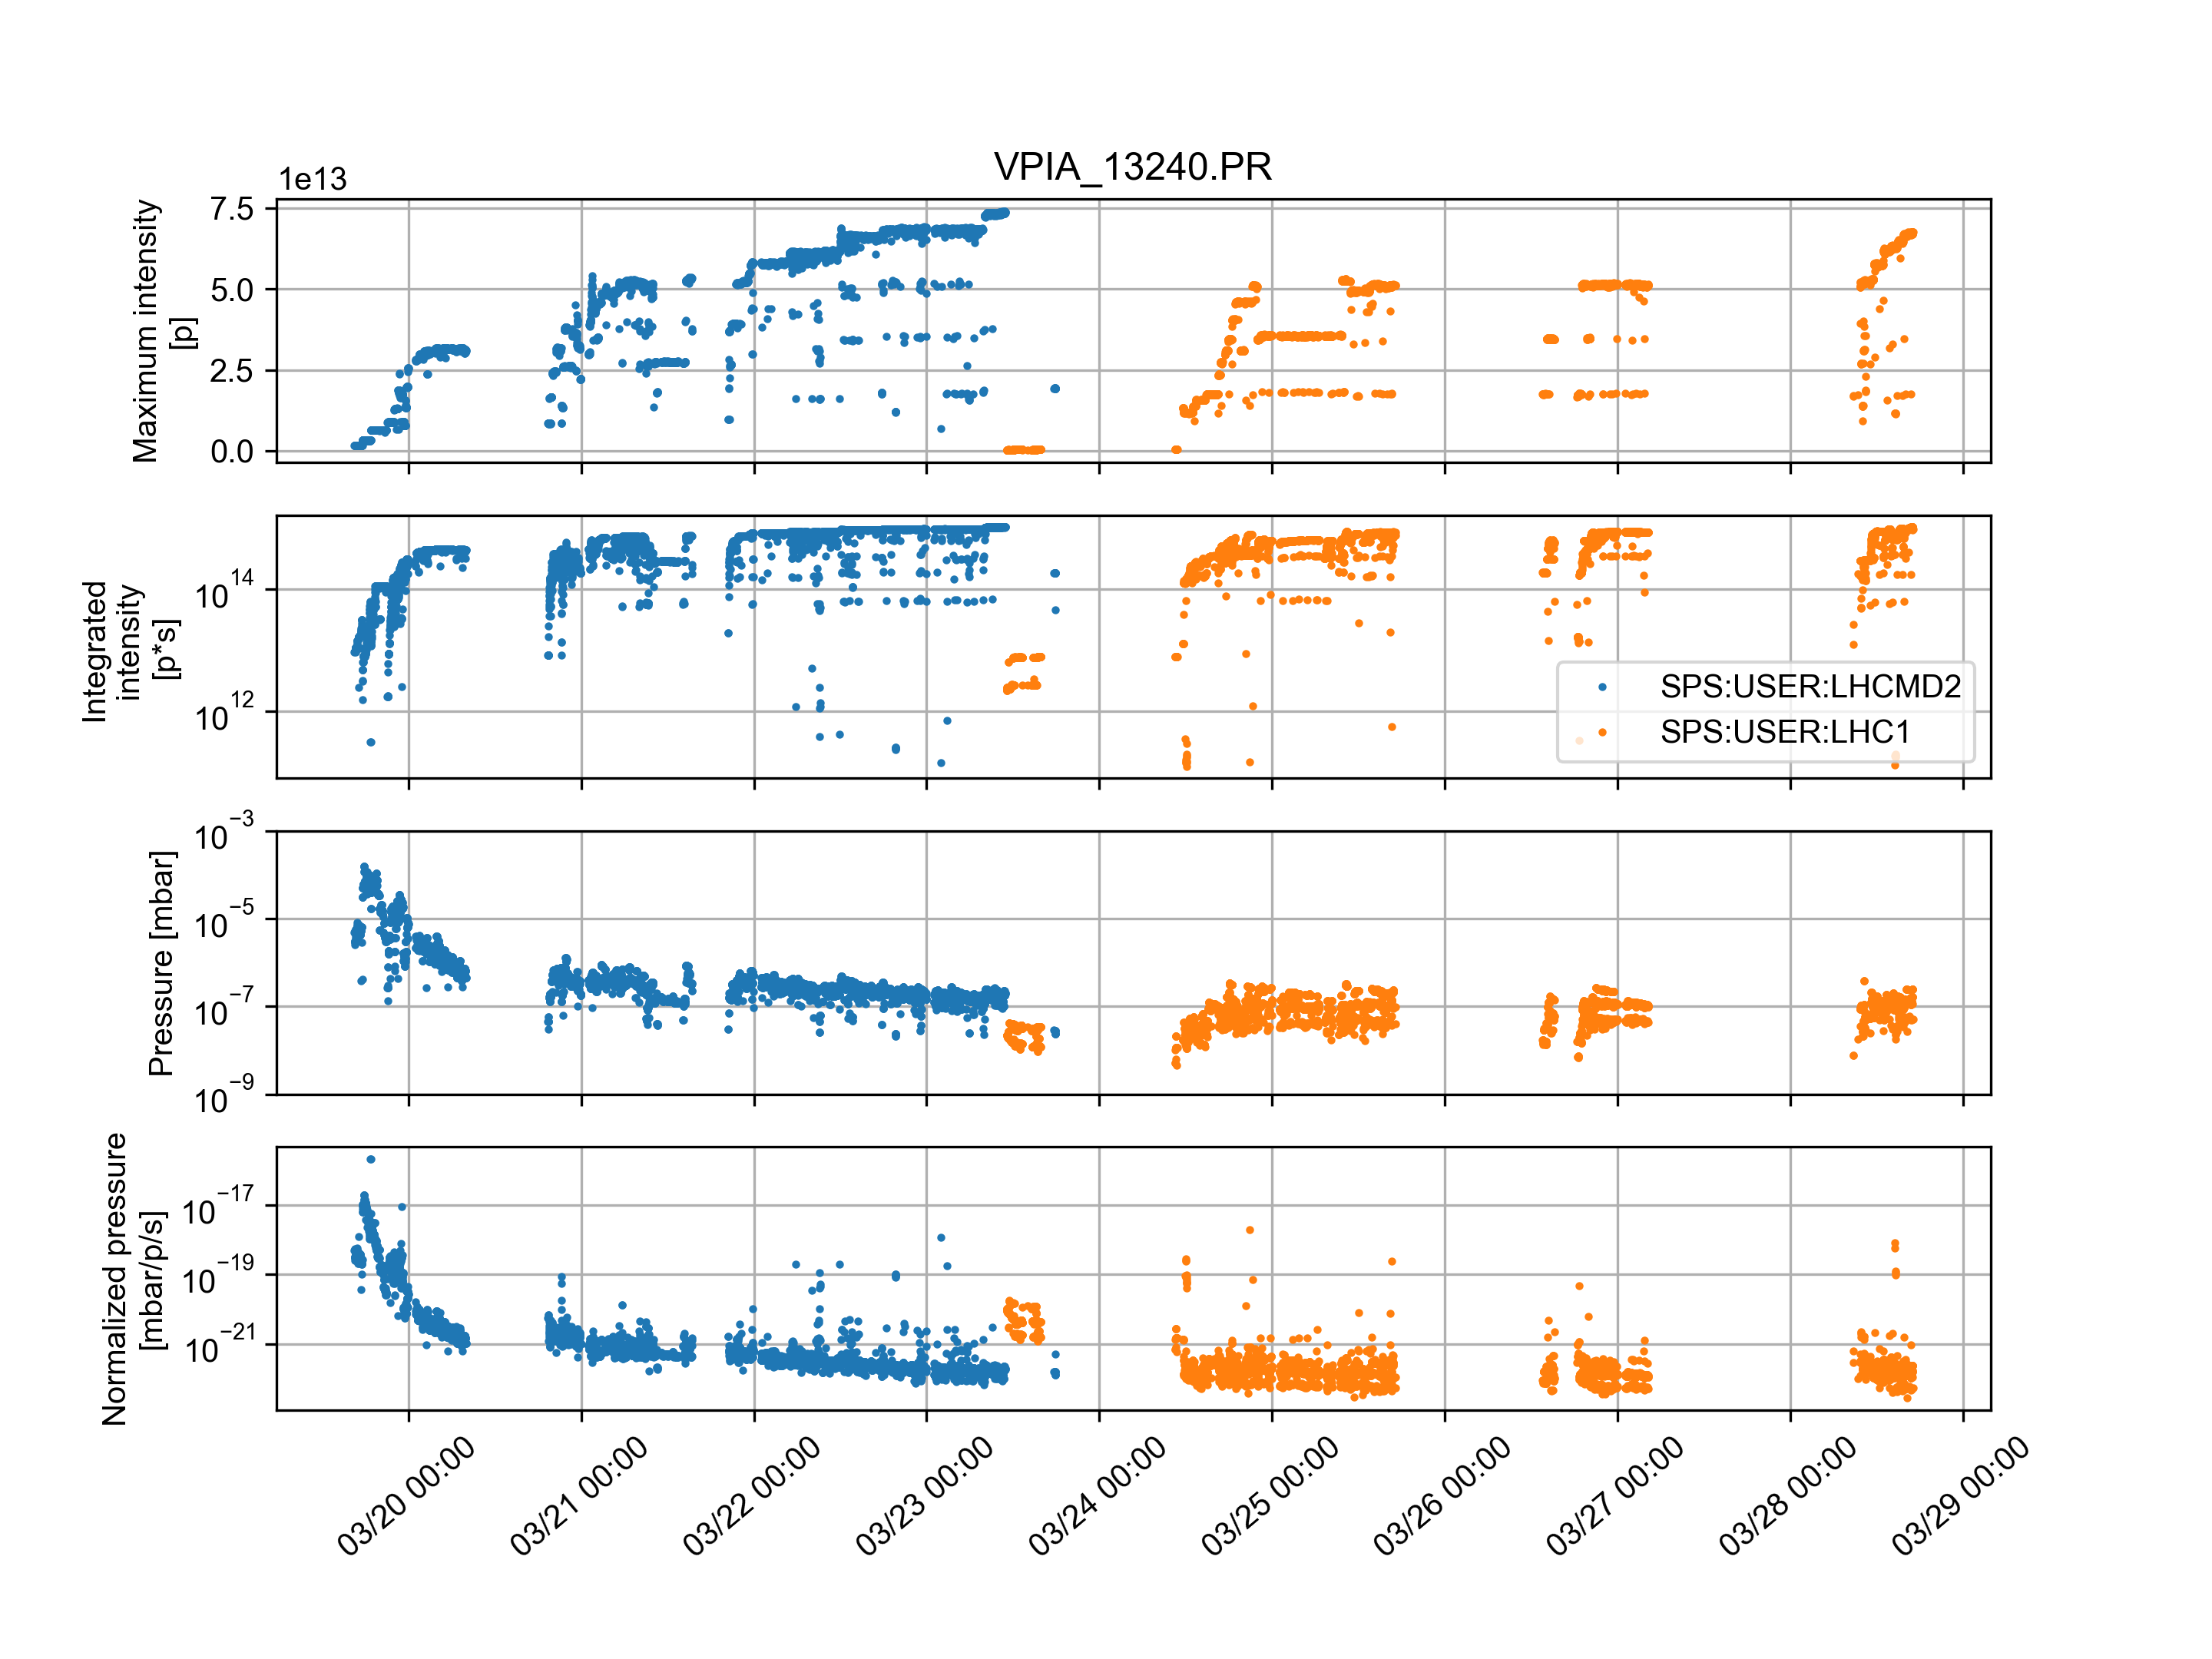 VPIA_13240.PR
1e13
7.5
5.0
2.5
0.0
Maximum intensity
[p]
10^14
10^12
Integrated
intensity
[p*s]
SPS:USER:LHCMD2
SPS:USER:LHC1
10^−3
10^−5
10^−7
10^−9
Pressure [mbar]
10^−17
10^−19
10^−21
Normalized pressure
[mbar/p/s]
03/20 00:00
03/21 00:00
03/22 00:00
03/23 00:00
03/24 00:00
03/25 00:00
03/26 00:00
03/27 00:00
03/28 00:00
03/29 00:00